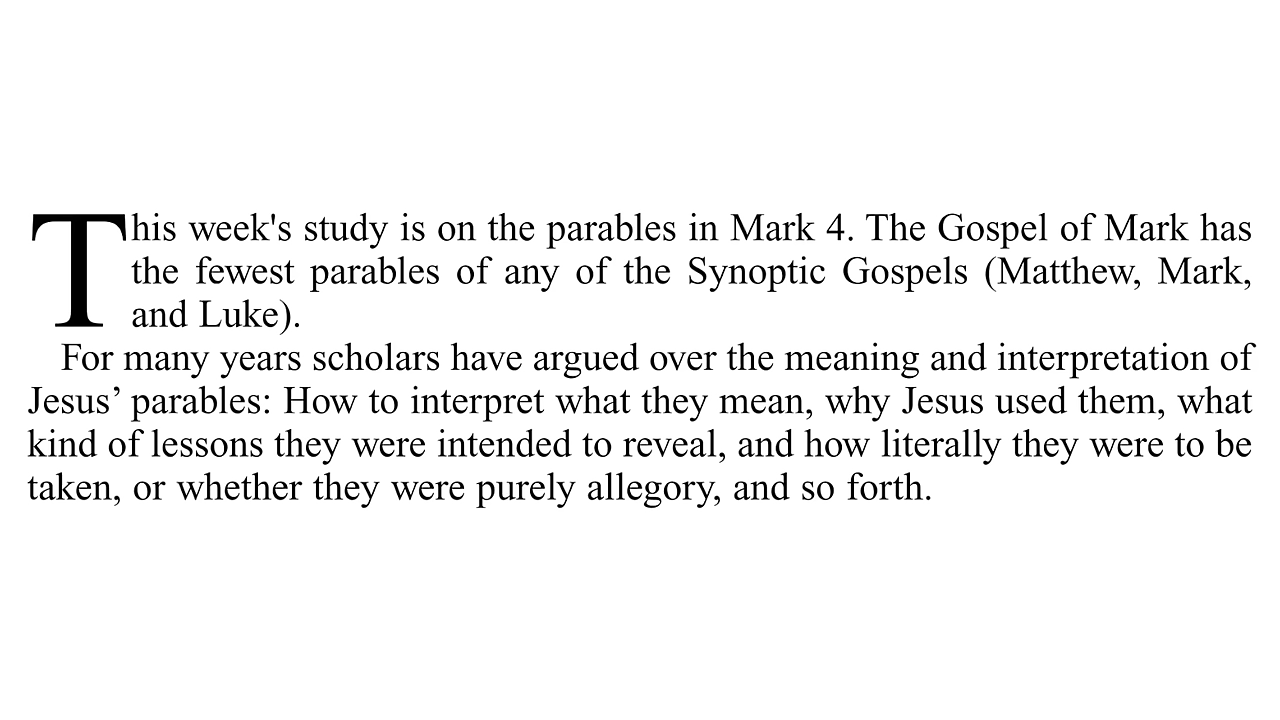 This week's study is on the parables in Mark 4. The Gospel of Mark has
the fewest parables of any of the Synoptic Gospels (Matthew, Mark,
and Luke).
For many years scholars have argued over the meaning and interpretation of
Jesus’ parables: How to interpret what they mean, why Jesus used them, what
kind of lessons they were intended to reveal, and how literally they were to be
taken, or whether they were purely allegory, and so forth.